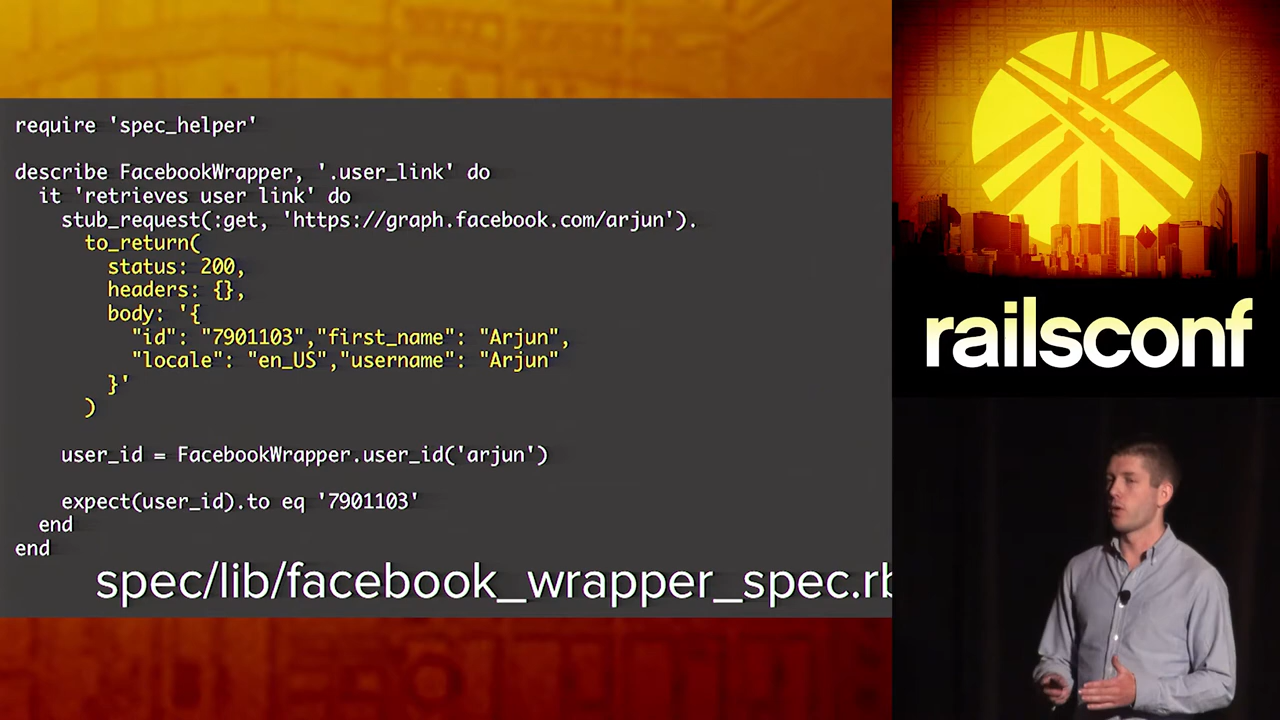 require 'spec_helper'
describe FacebookWrapper, '.user_link' do
it 'retrieves user link' do
stub_request(:get, 'https://graph.facebook.com/arjun').
to_return(
status: 200,
headers: {},
body: '{
"id": "7901103","first_name": "Arjun",
"locale": "en_US","username": "Arjun"
}'
)
user_id = FacebookWrapper.user_id('arjun')
expect(user_id).to eq '7901103'
end
end
spec/lib/facebook_wrapper_spec.rb
railsconf